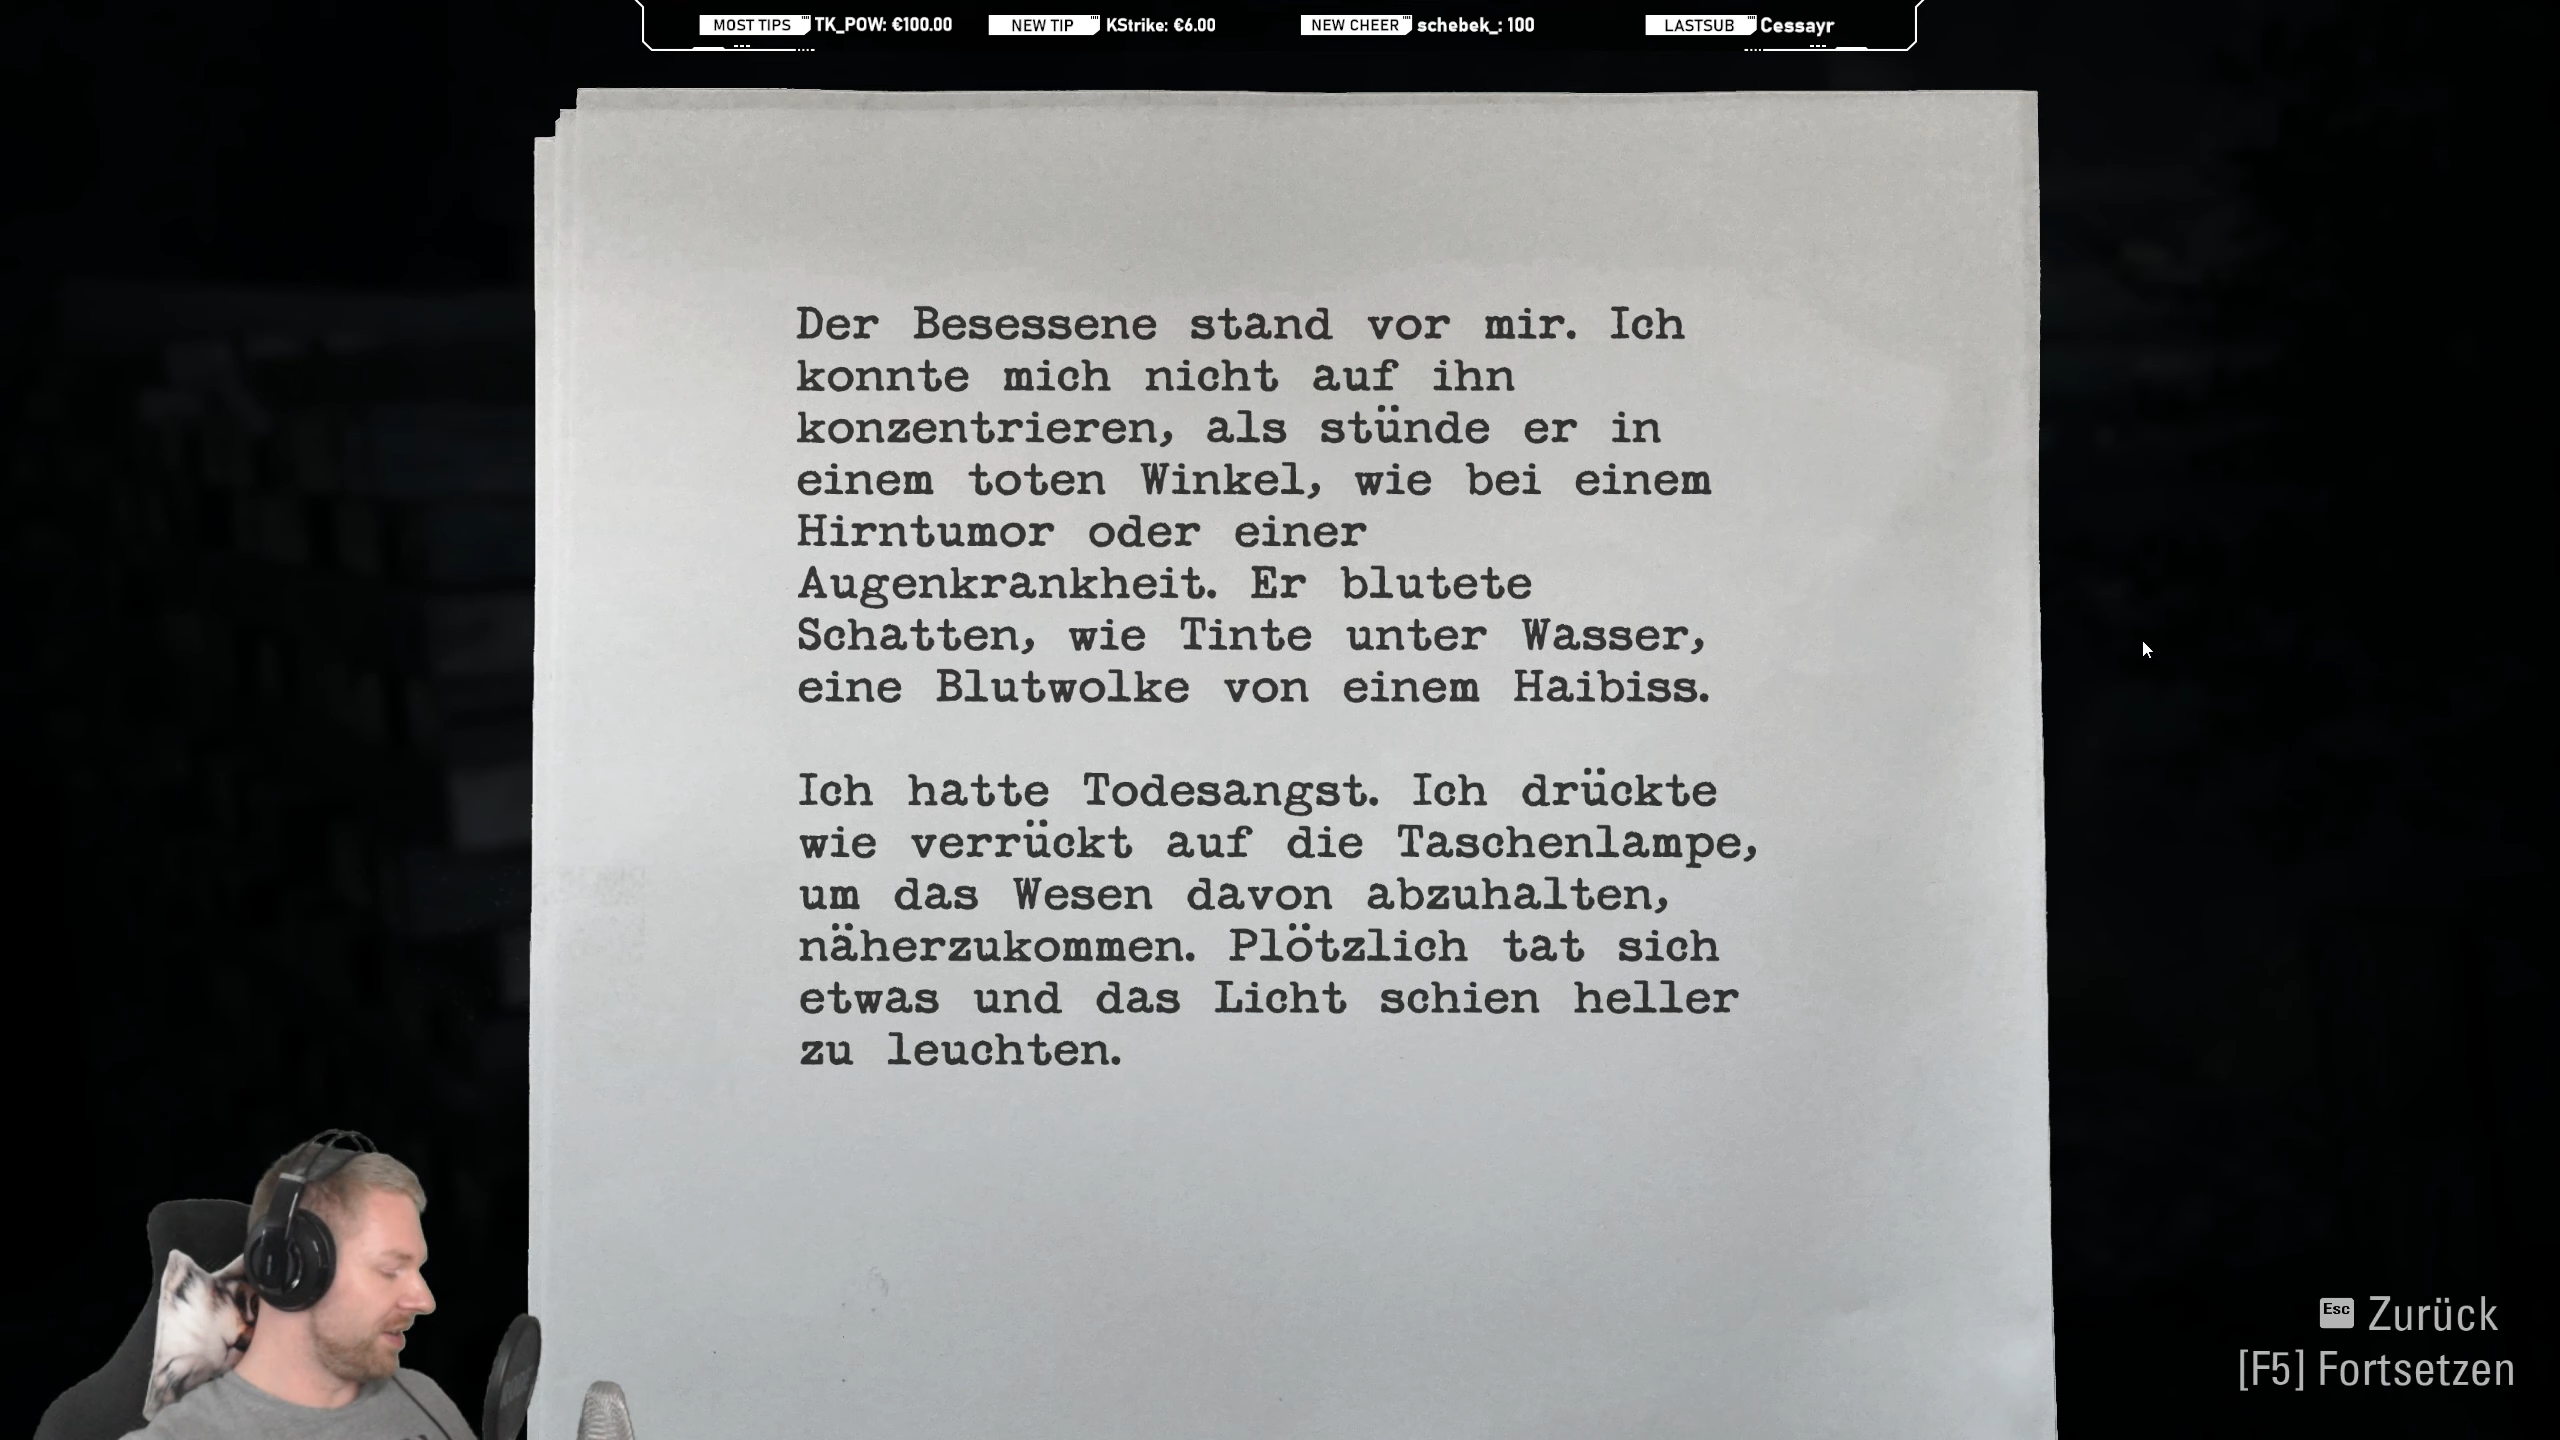 MOST TIPS TK_POW: €100.00 NEW TIP KStrike: €6.00 NEW CHEER schebek_: 100 LASTSUB Cessayr
Der Besessene stand vor mir. Ich
konnte mich nicht auf ihn
konzentrieren, als stünde er in
einem toten Winkel, wie bei einem
Hirntumor oder einer
Augenkrankheit. Er blutete
Schatten, wie Tinte unter Wasser,
eine Blutwolke von einem Haibiss.
Ich hatte Todesangst. Ich drückte
wie verrückt auf die Taschenlampe,
um das Wesen davon abzuhalten,
näherzukommen. Plötzlich tat sich
etwas und das Licht schien heller
zu leuchten.
Esc Zurück
[F5] Fortsetzen